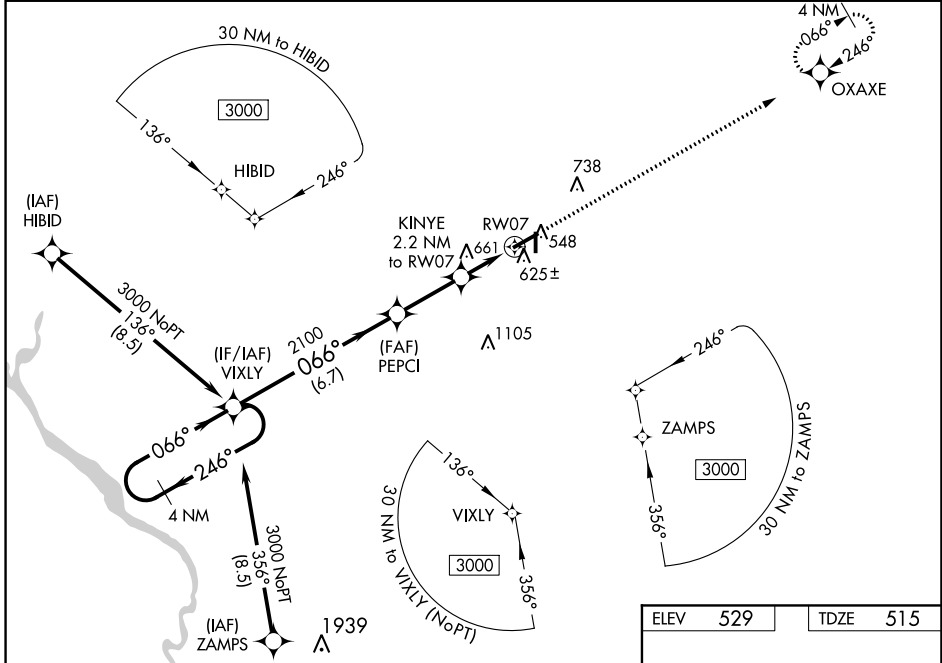 4 NM
066°
246°
OXAXE
30 NM to HIBID
3000
136°
HIBID
246°
738
(IAF)
HIBID
KINYE
2.2 NM
to RW07
661
RW07
548
625±
3000 NoPT
136°
(8.5)
2100
066°
(6.7)
(FAF)
PEPCI
1105
(IF/IAF)
VIXLY
066°
246°
4 NM
246°
ZAMPS
3000
356°
30 NM to ZAMPS
136°
VIXLY
3000
356°
30 NM to VIXLY (NoPT)
3000 NoPT
356°
(8.5)
(IAF)
ZAMPS
1939
ELEV 529
TDZE 515